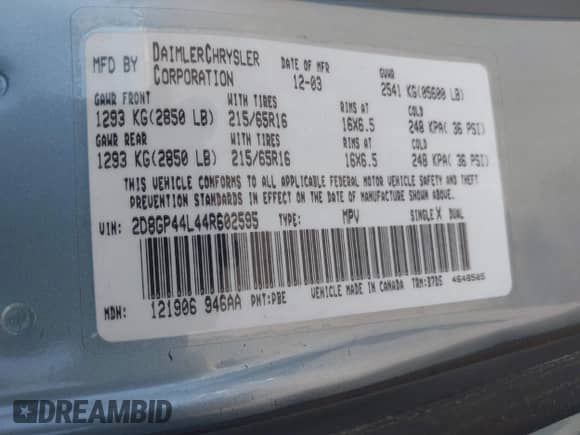 MFD BY DAIMLERCHRYSLER CORPORATION DATE OF MFR 12-03 GVWR 2541 KG(05600 LB)
GAWR FRONT WITH TIRES RIMS AT COLD
1293 KG(2850 LB) 215/65R16 16X6.5 248 KPA( 36 PSI)
GAWR REAR WITH TIRES RIMS AT COLD
1293 KG(2850 LB) 215/65R16 16X6.5 248 KPA( 36 PSI)
THIS VEHICLE CONFORMS TO ALL APPLICABLE FEDERAL MOTOR VEHICLE SAFETY AND
THEFT PREVENTION STANDARDS IN EFFECT ON THE DATE OF MANUFACTURE SHOWN ABOVE.
VIN: 2D8GP44L44R602595 TYPE: MPV SINGLE X DUAL
MDH: 121906 946AA PNT:PBE VEHICLE MADE IN CANADA TRM:B7D5 4648505
DREAMBID